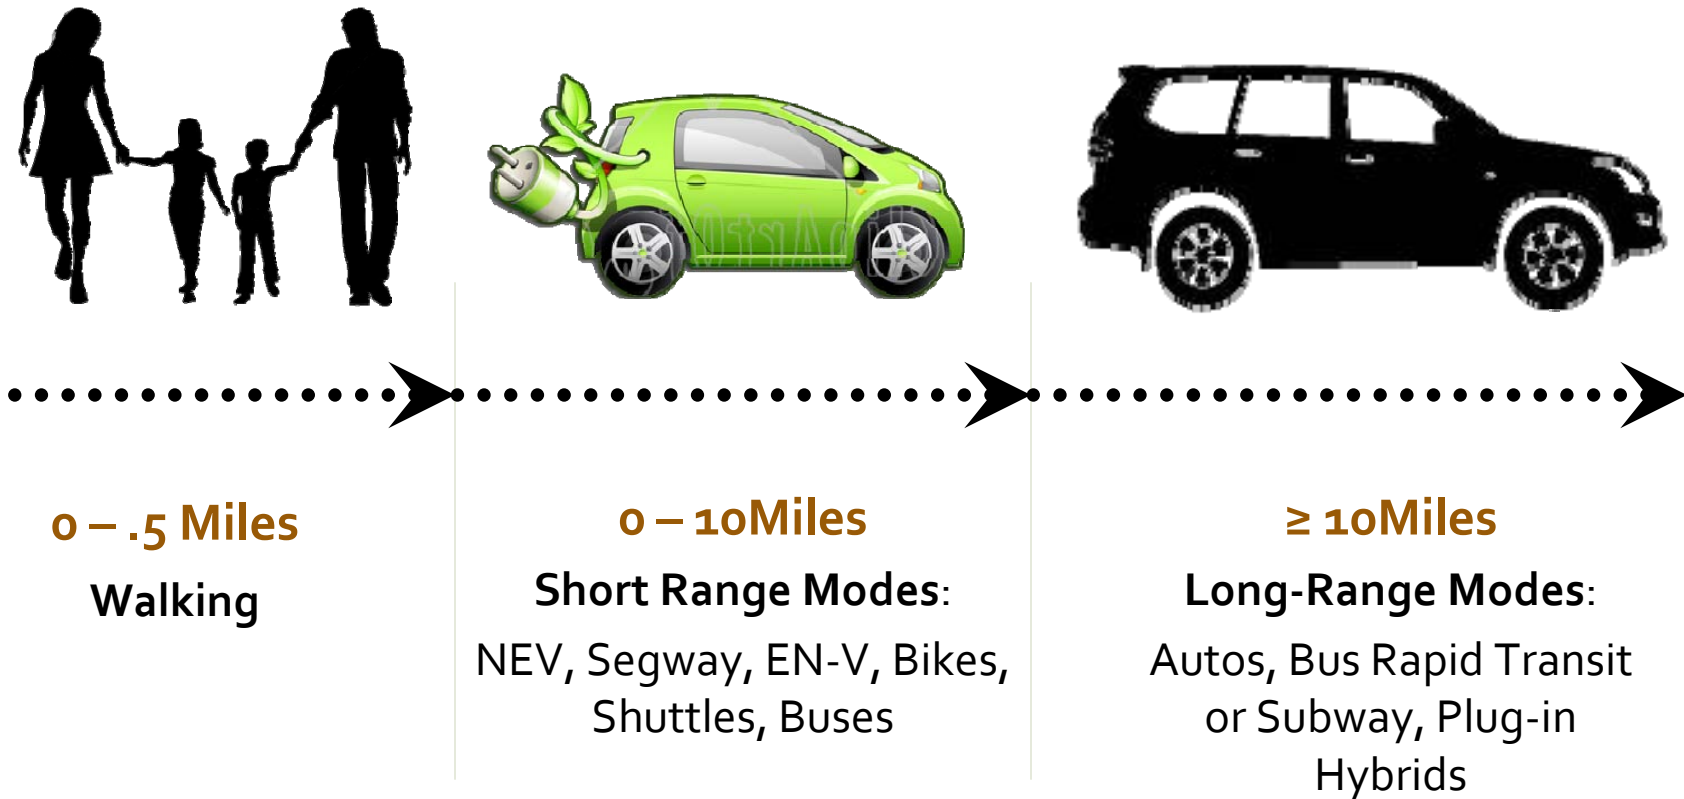 0 – .5 Miles
Walking
0 – 10Miles
Short Range Modes:
NEV, Segway, EN-V, Bikes,
Shuttles, Buses
≥ 10Miles
Long-Range Modes:
Autos, Bus Rapid Transit
or Subway, Plug-in
Hybrids